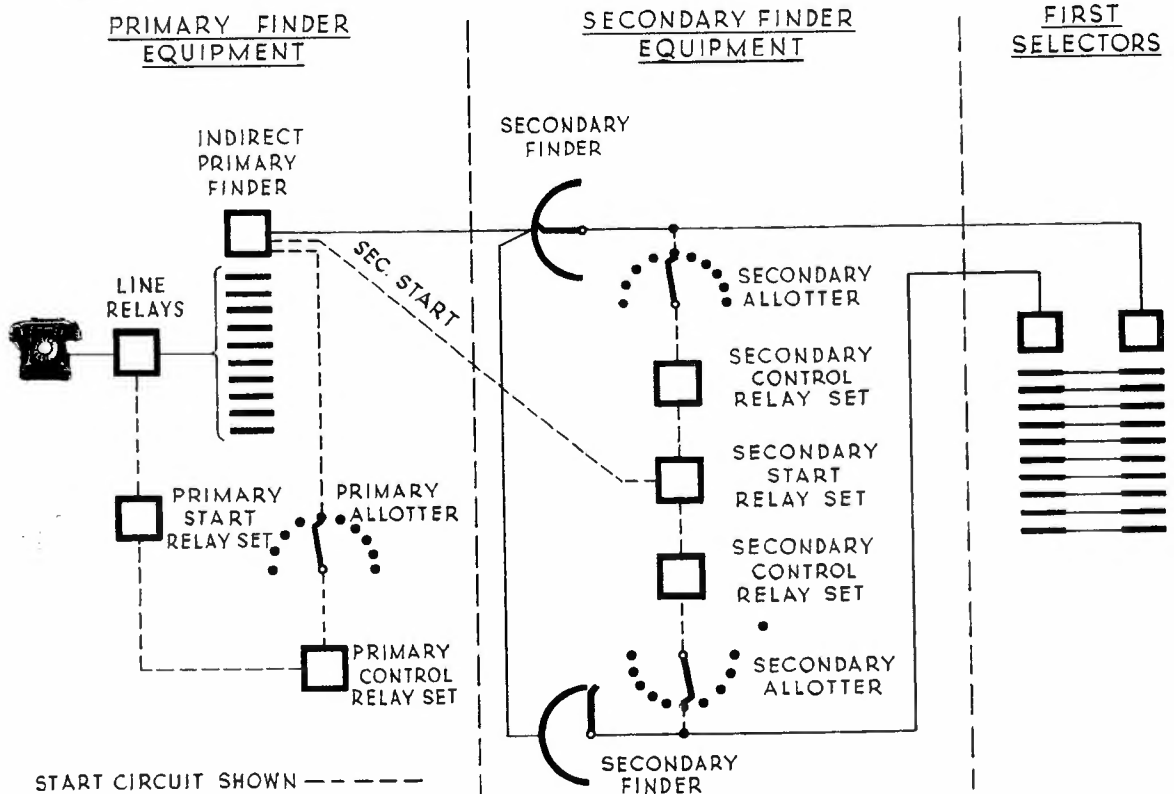 PRIMARY FINDER
EQUIPMENT
SECONDARY FINDER
EQUIPMENT
FIRST
SELECTORS
INDIRECT
PRIMARY
FINDER
SECONDARY
FINDER
LINE
RELAYS
SEC. START
SECONDARY
ALLOTTER
SECONDARY
CONTROL
RELAY SET
PRIMARY
START
RELAY SET
PRIMARY
ALLOTTER
SECONDARY
START
RELAY SET
SECONDARY
CONTROL
RELAY SET
PRIMARY
CONTROL
RELAY SET
SECONDARY
ALLOTTER
SECONDARY
FINDER
START CIRCUIT SHOWN